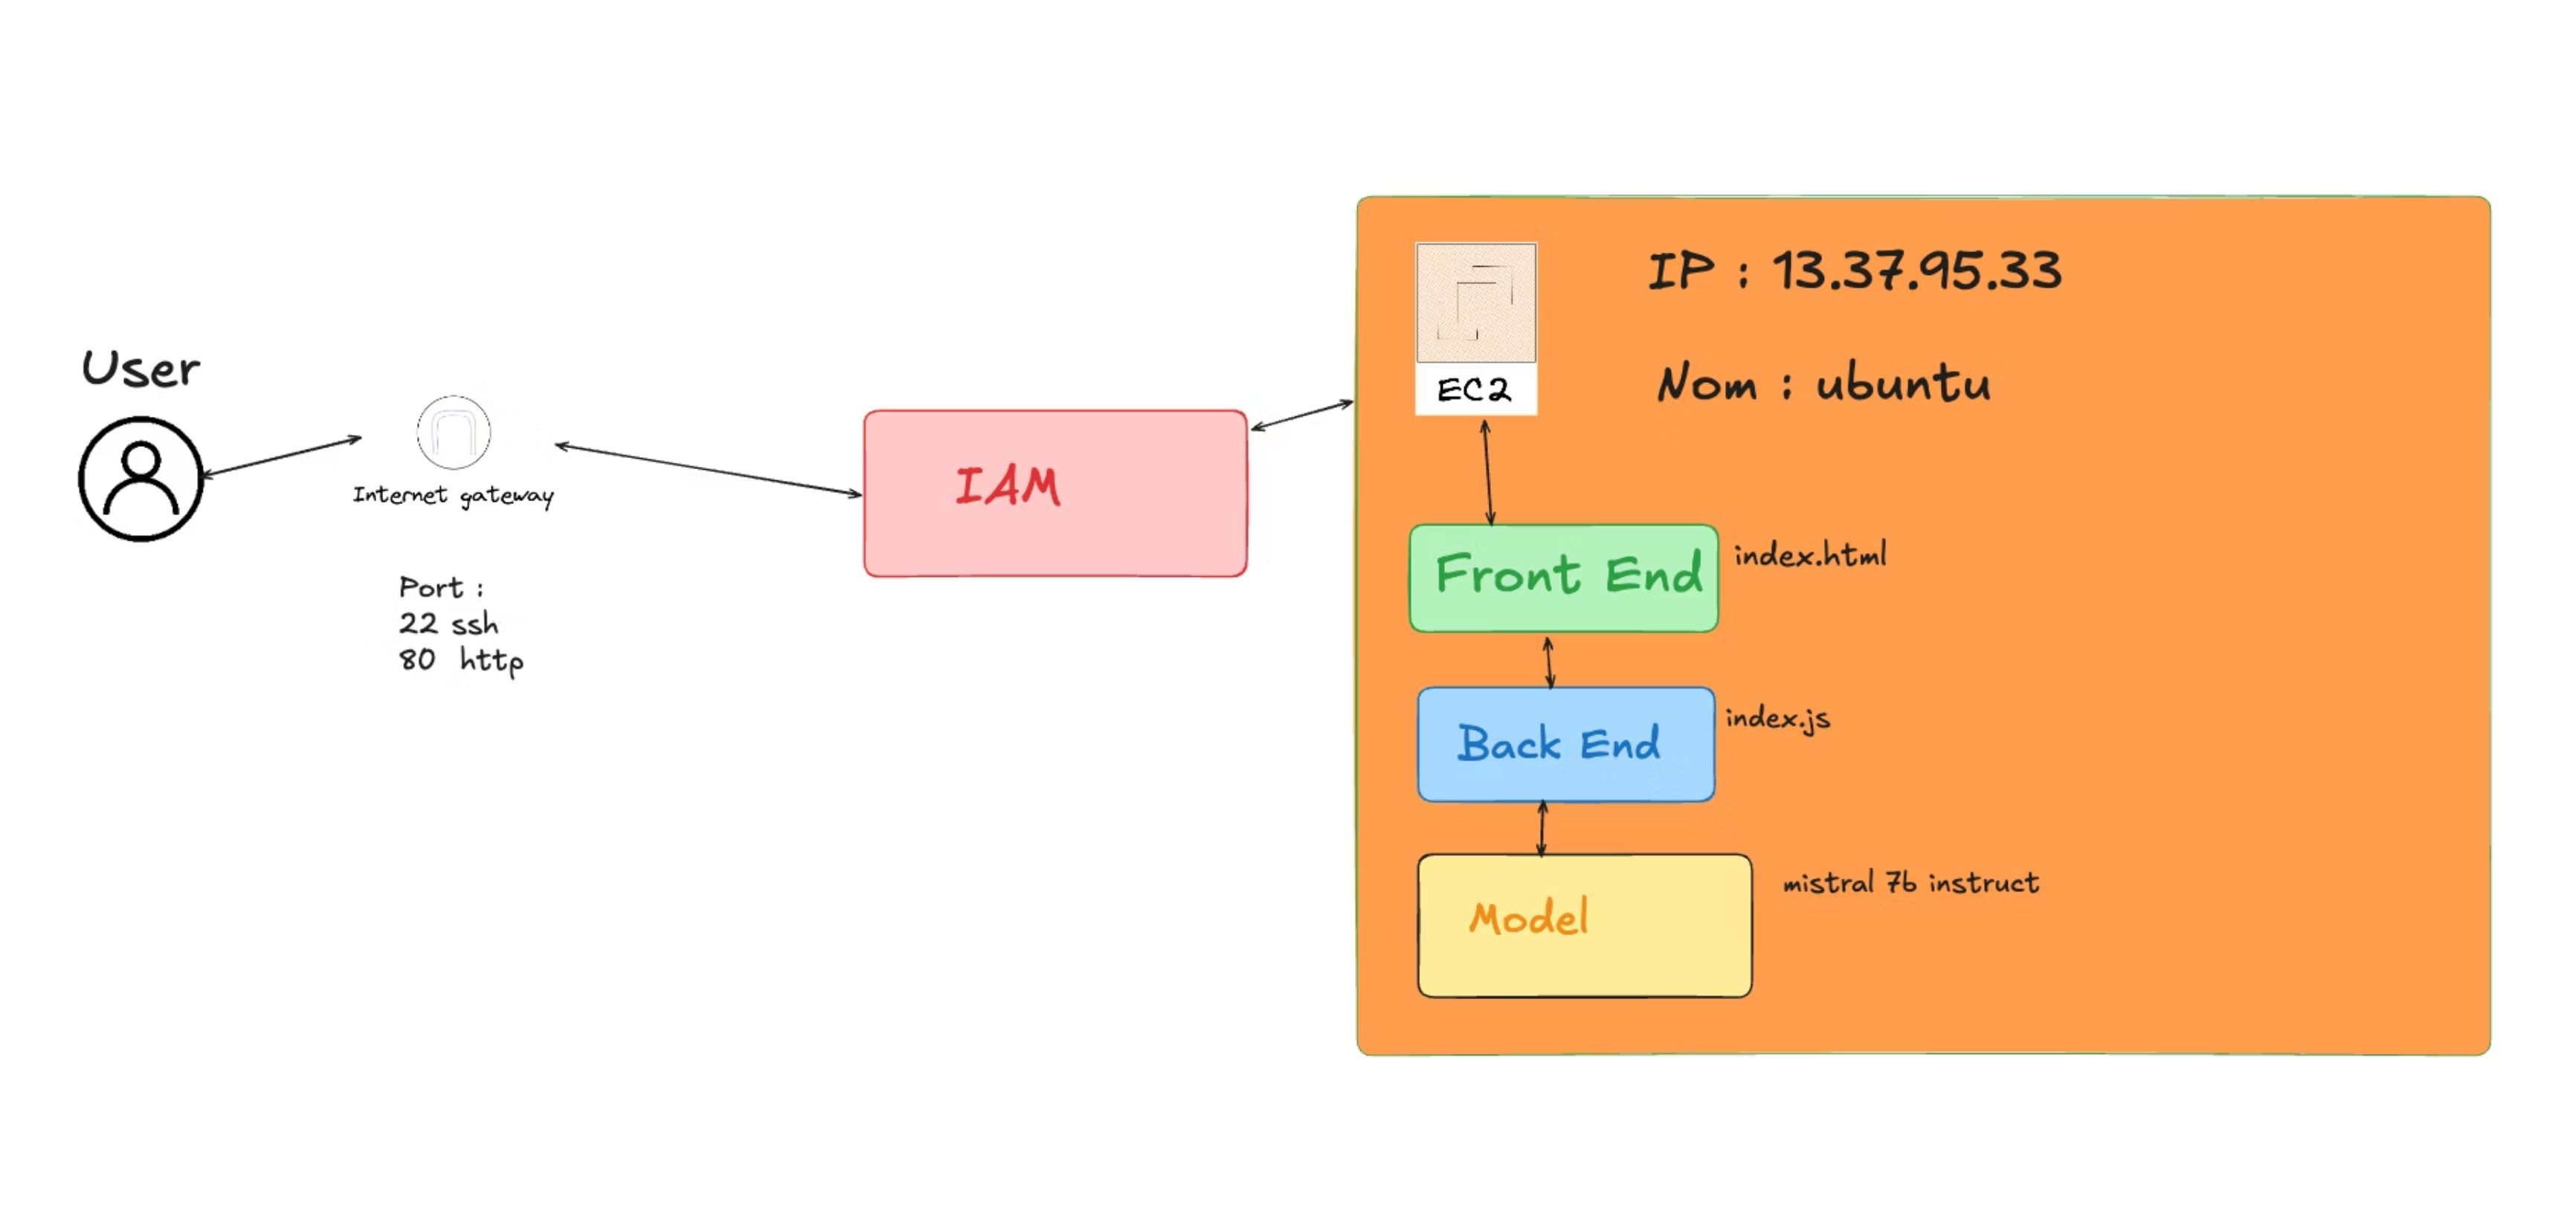 User
Internet gateway
Port :
22 ssh
80 http
IAM
EC2
IP : 13.37.95.33
Nom : ubuntu
Front End
index.html
Back End
index.js
Model
mistral 7b instruct